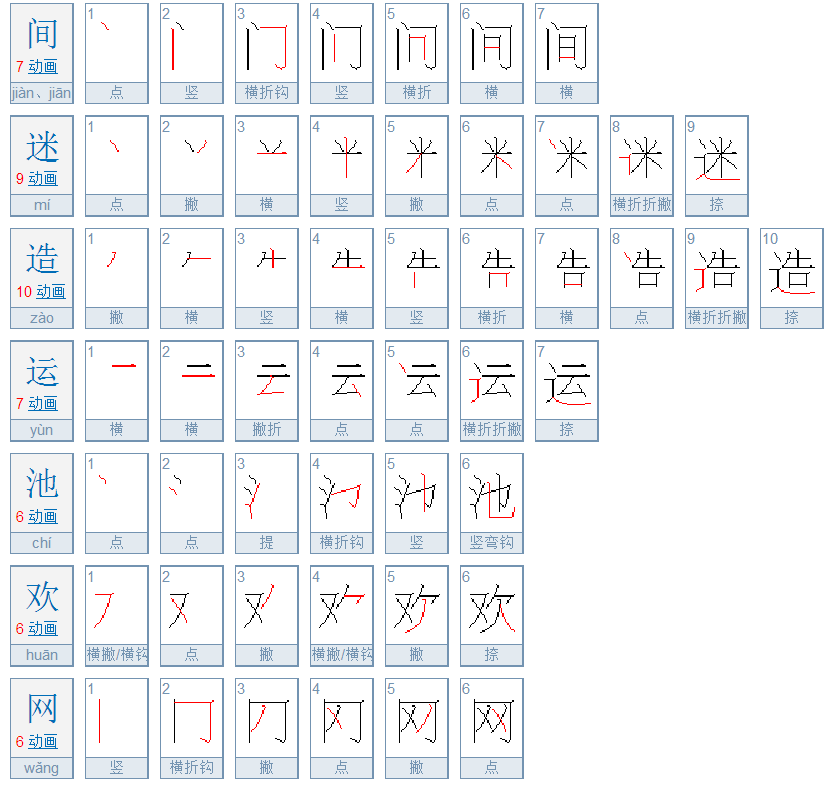 间 1 2 3 4 5 6 7
7 动画
jiàn、jiān 点 竖 横折钩 竖 横折 横 横
迷 1 2 3 4 5 6 7 8 9
9 动画
mí 点 撇 横 竖 撇 点 点 横折折撇 捺
造 1 2 3 4 5 6 7 8 9 10
10 动画
zào 撇 横 竖 横 竖 横折 横 点 横折折撇 捺
运 1 2 3 4 5 6 7
7 动画
yùn 横 横 撇折 点 点 横折折撇 捺
池 1 2 3 4 5 6
6 动画
chí 点 点 提 横折钩 竖 竖弯钩
欢 1 2 3 4 5 6
6 动画
huān 横撇/横钩 点 撇 横撇/横钩 撇 捺
网 1 2 3 4 5 6
6 动画
wǎng 竖 横折钩 撇 点 撇 点